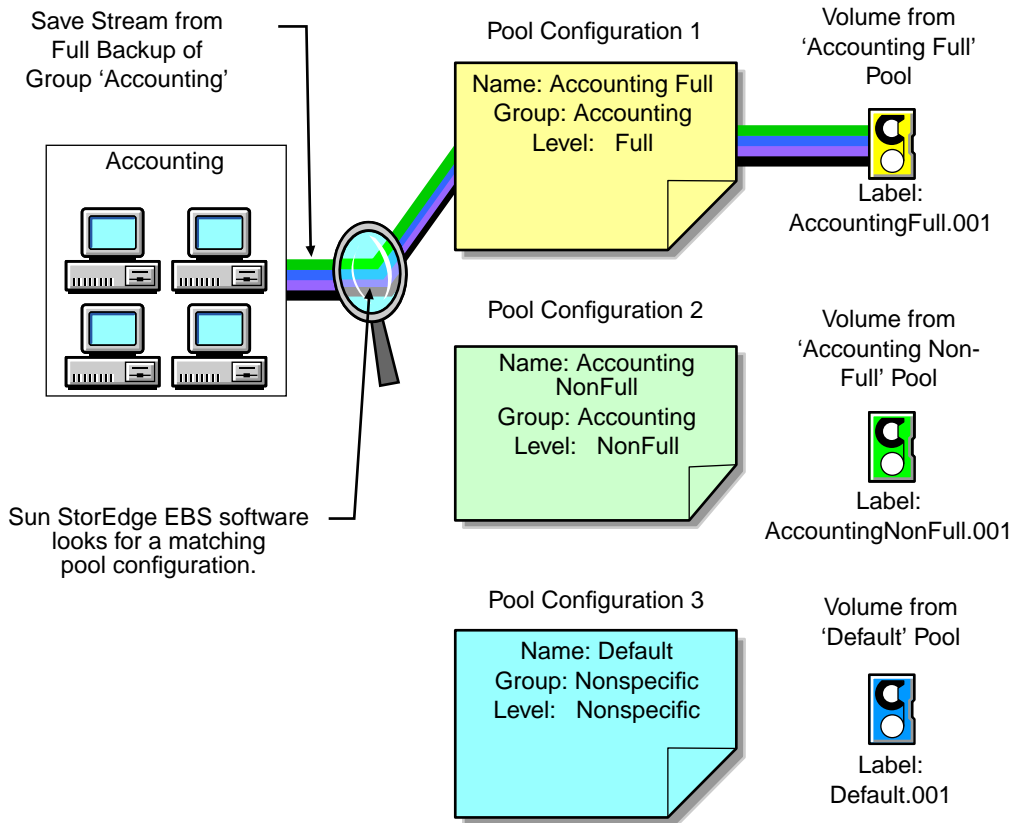 Save Stream from
Full Backup of
Group ‘Accounting’
Accounting
Sun StorEdge EBS software
looks for a matching
pool configuration.
Pool Configuration 1
Name: Accounting Full
Group: Accounting
Level: Full
Volume from
‘Accounting Full’
Pool
Label:
AccountingFull.001
Pool Configuration 2
Name: Accounting
NonFull
Group: Accounting
Level: NonFull
Volume from
‘Accounting Non-
Full’ Pool
Label:
AccountingNonFull.001
Pool Configuration 3
Name: Default
Group: Nonspecific
Level: Nonspecific
Volume from
‘Default’ Pool
Label:
Default.001